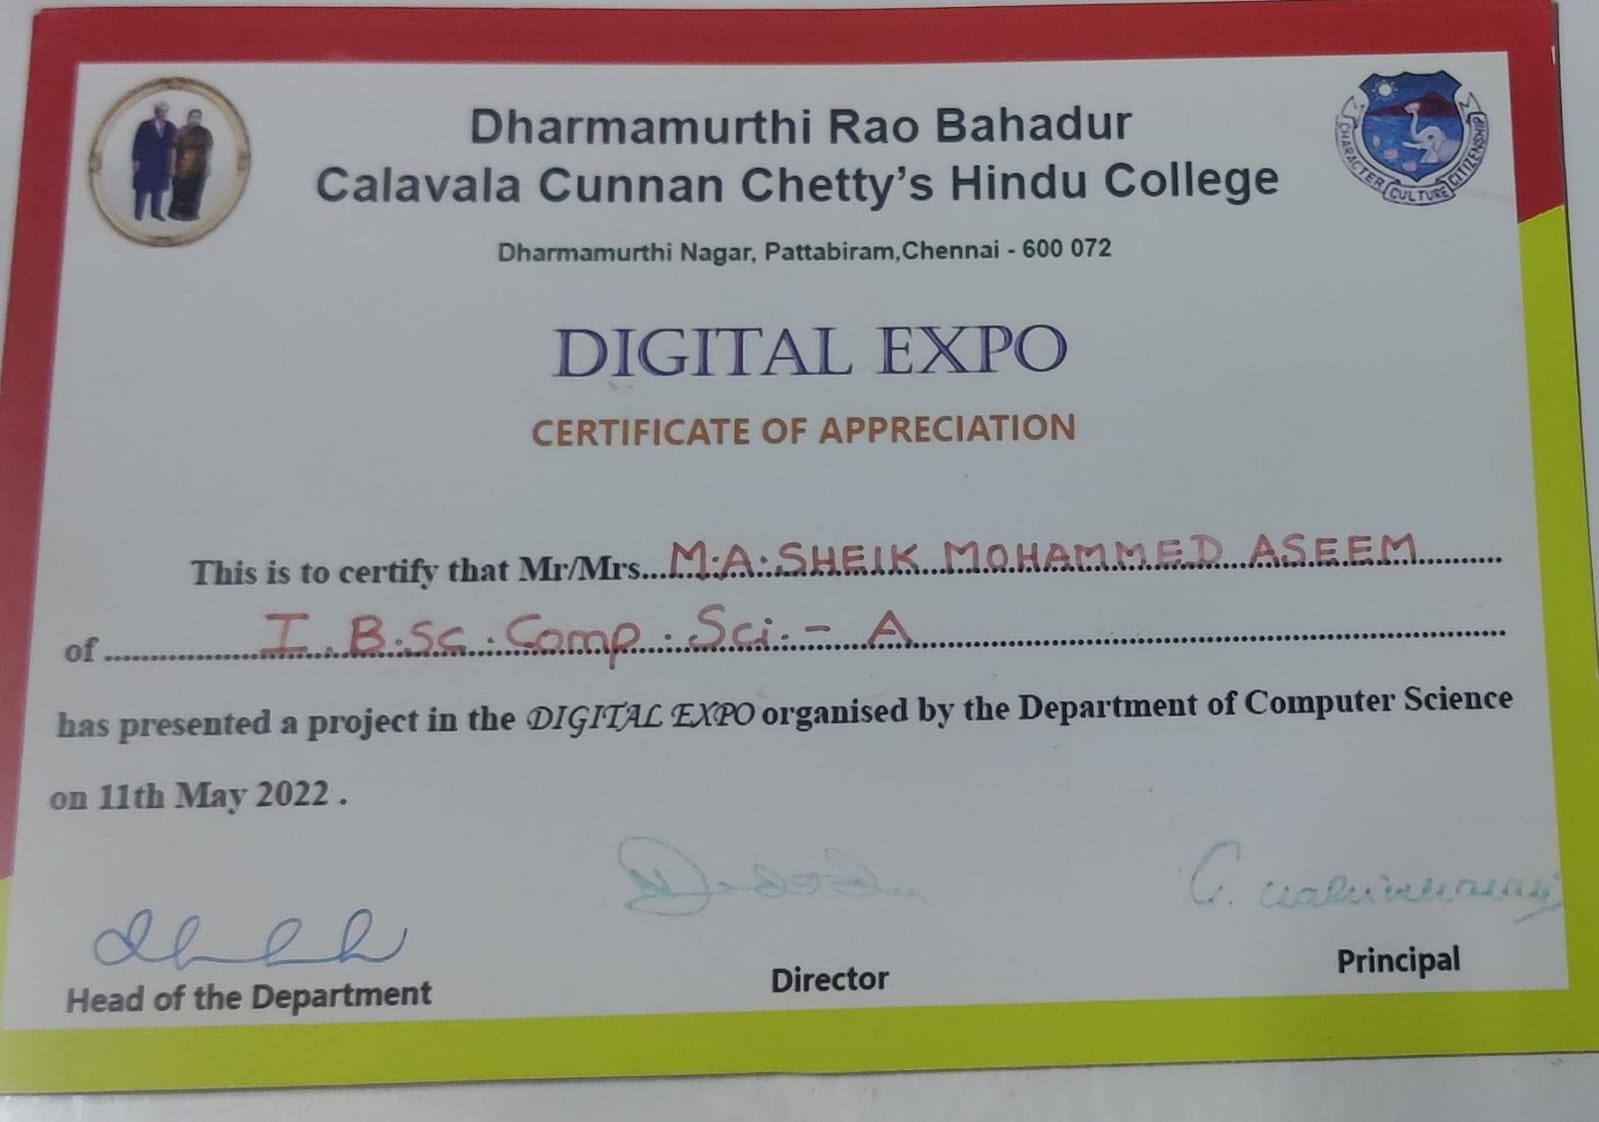 Dharmamurthi Rao Bahadur
Calavala Cunnan Chetty's Hindu College
CHARACTER CULTURE CITIZENSHIP
Dharmamurthi Nagar, Pattabiram,Chennai - 600 072
DIGITAL EXPO
CERTIFICATE OF APPRECIATION
This is to certify that Mr/Mrs. M.A. SHEIK MOHAMMED ASEEM
of I. B.Sc. Comp. Sci. - A
has presented a project in the DIGITAL EXPO organised by the Department of Computer Science
on 11th May 2022 .
Head of the Department
Director
Principal